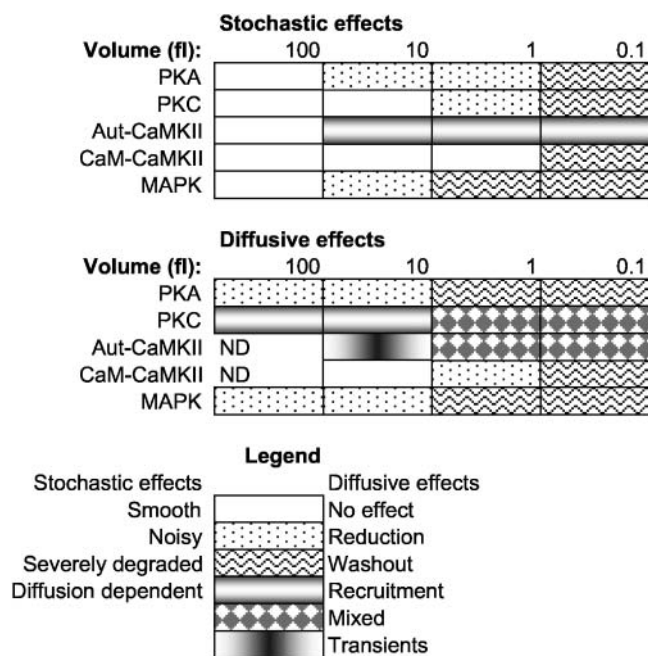 Stochastic effects
Volume (fl): 100 10 1 0.1
PKA
PKC
Aut-CaMKII
CaM-CaMKII
MAPK
Diffusive effects
Volume (fl): 100 10 1 0.1
PKA
PKC
Aut-CaMKII ND
CaM-CaMKII ND
MAPK
Legend
Stochastic effects Diffusive effects
Smooth No effect
Noisy Reduction
Severely degraded Washout
Diffusion dependent Recruitment
Mixed
Transients